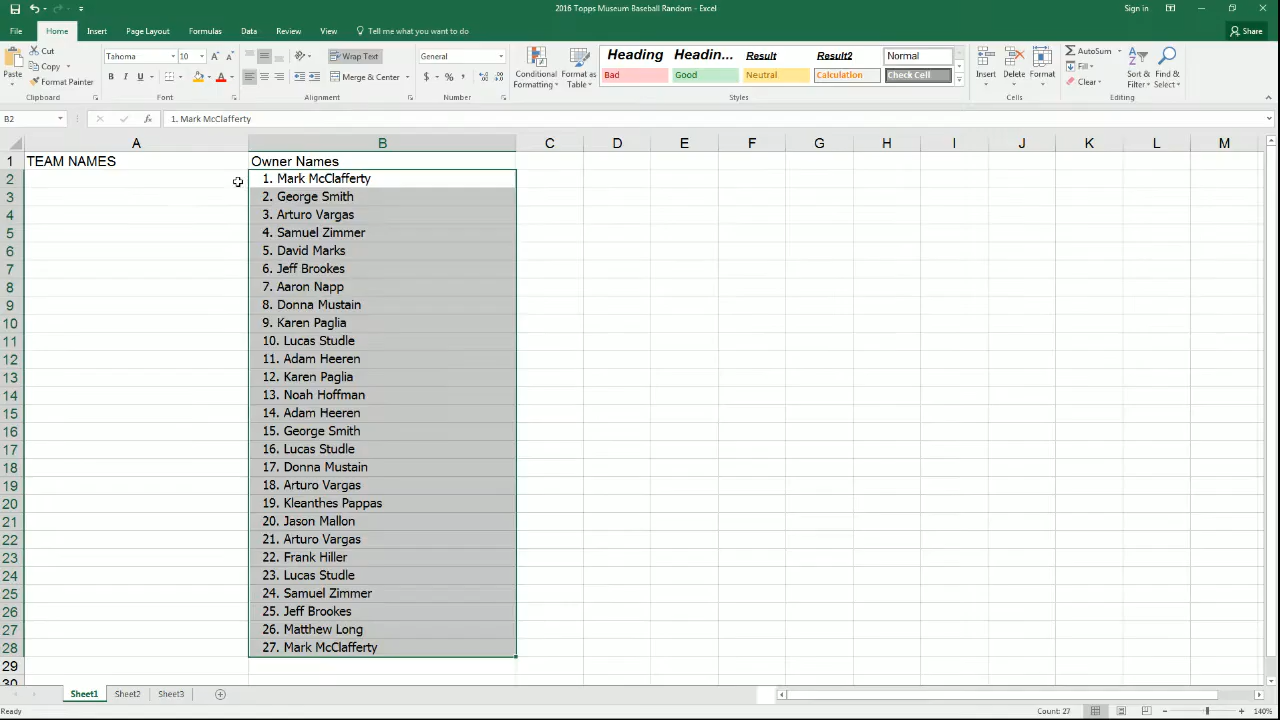 2016 Topps Museum Baseball Random - Excel
Sign in
File Home Insert Page Layout Formulas Data Review View Tell me what you want to do Share
Paste Cut Copy Format Painter Clipboard
Tahoma 10 A A B I U A Font
Wrap Text Merge & Center Alignment
General $ % , Number
Conditional Formatting Format as Table
Heading Headin... Result Result2 Normal
Bad Good Neutral Calculation Check Cell
Styles
Insert Delete Format Cells
AutoSum Fill Clear Sort & Filter Find & Select Editing
B2 fx 1. Mark McClafferty
A B C D E F G H I J K L M
1 TEAM NAMES Owner Names
2 1. Mark McClafferty
3 2. George Smith
4 3. Arturo Vargas
5 4. Samuel Zimmer
6 5. David Marks
7 6. Jeff Brookes
8 7. Aaron Napp
9 8. Donna Mustain
10 9. Karen Paglia
11 10. Lucas Studle
12 11. Adam Heeren
13 12. Karen Paglia
14 13. Noah Hoffman
15 14. Adam Heeren
16 15. George Smith
17 16. Lucas Studle
18 17. Donna Mustain
19 18. Arturo Vargas
20 19. Kleanthes Pappas
21 20. Jason Mallon
22 21. Arturo Vargas
23 22. Frank Hiller
24 23. Lucas Studle
25 24. Samuel Zimmer
26 25. Jeff Brookes
27 26. Matthew Long
28 27. Mark McClafferty
29
30
Sheet1 Sheet2 Sheet3
Ready Count: 27 140%